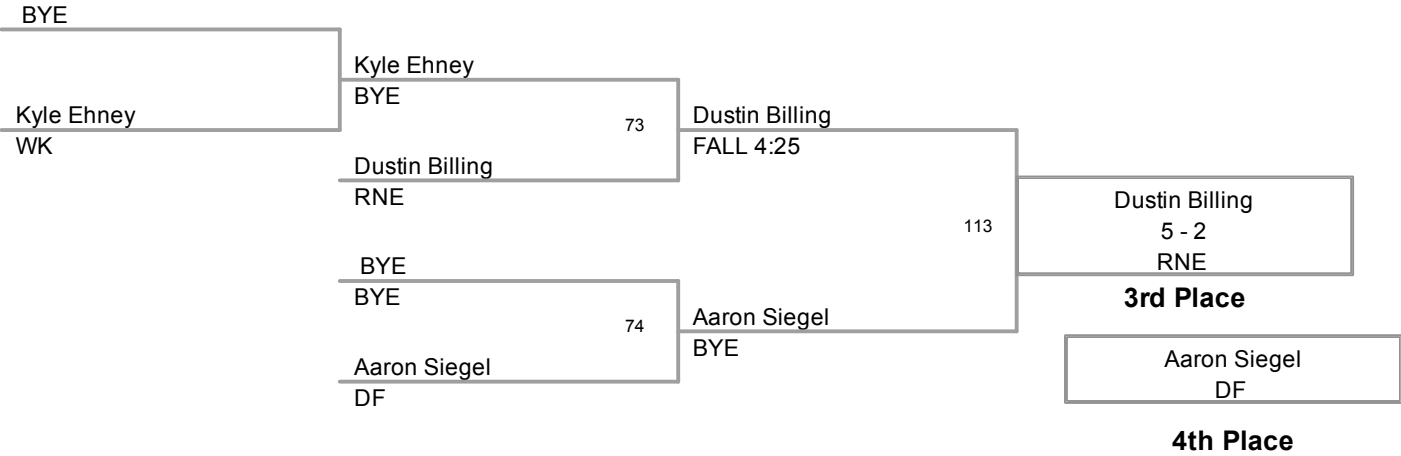 BYE
Kyle Ehney
WK
Kyle Ehney
BYE
73
Dustin Billing
RNE
BYE
BYE
74
Aaron Siegel
DF
Dustin Billing
FALL 4:25
113
Aaron Siegel
BYE
Dustin Billing
5 - 2
RNE
3rd Place
Aaron Siegel
DF
4th Place